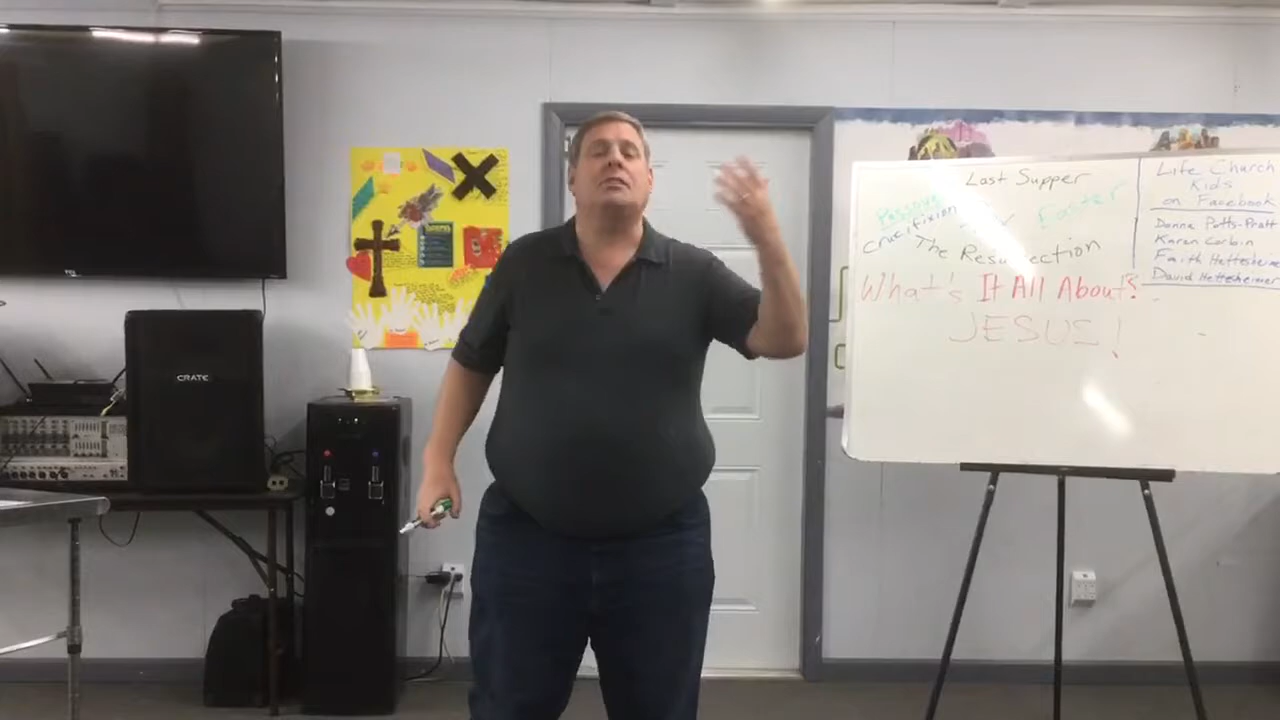 CRATE
Last Supper
Passover
Easter
Crucifixion
The Resurrection
What's It All About?
JESUS!
Life Church
Kids
on Facebook
Donna Potts-Pratt
Karen Corbin
Faith Hettesheimer
David Hettesheimer